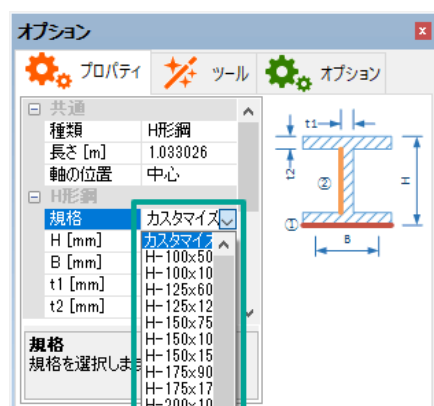 オプション
プロパティ ツール オプション
共通
種類 H形鋼
長さ [m] 1.033026
軸の位置 中心
H形鋼
規格 カスタマイズ
H [mm] カスタマイズ
B [mm] H-100x50
t1 [mm] H-100x10
t2 [mm] H-125x60
H-125x12
H-150x75
H-150x10
H-150x15
H-175x90
H-175x17
H-200x10
規格
規格を選択しま
t1
t2
②
H
①
B